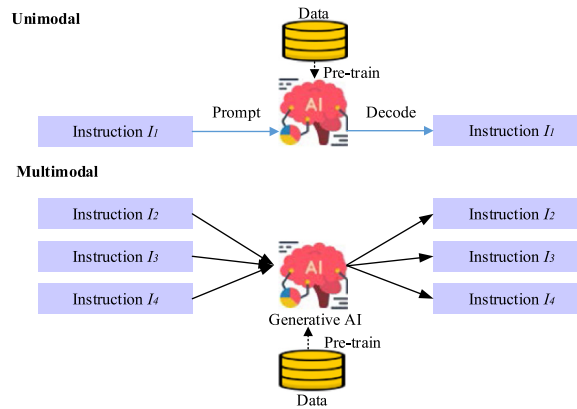 Unimodal
Data
Pre-train
AI
Prompt
Decode
Instruction I1
Instruction I1
Multimodal
Instruction I2
Instruction I2
AI
Instruction I3
Instruction I3
Instruction I4
Instruction I4
Generative AI
Pre-train
Data